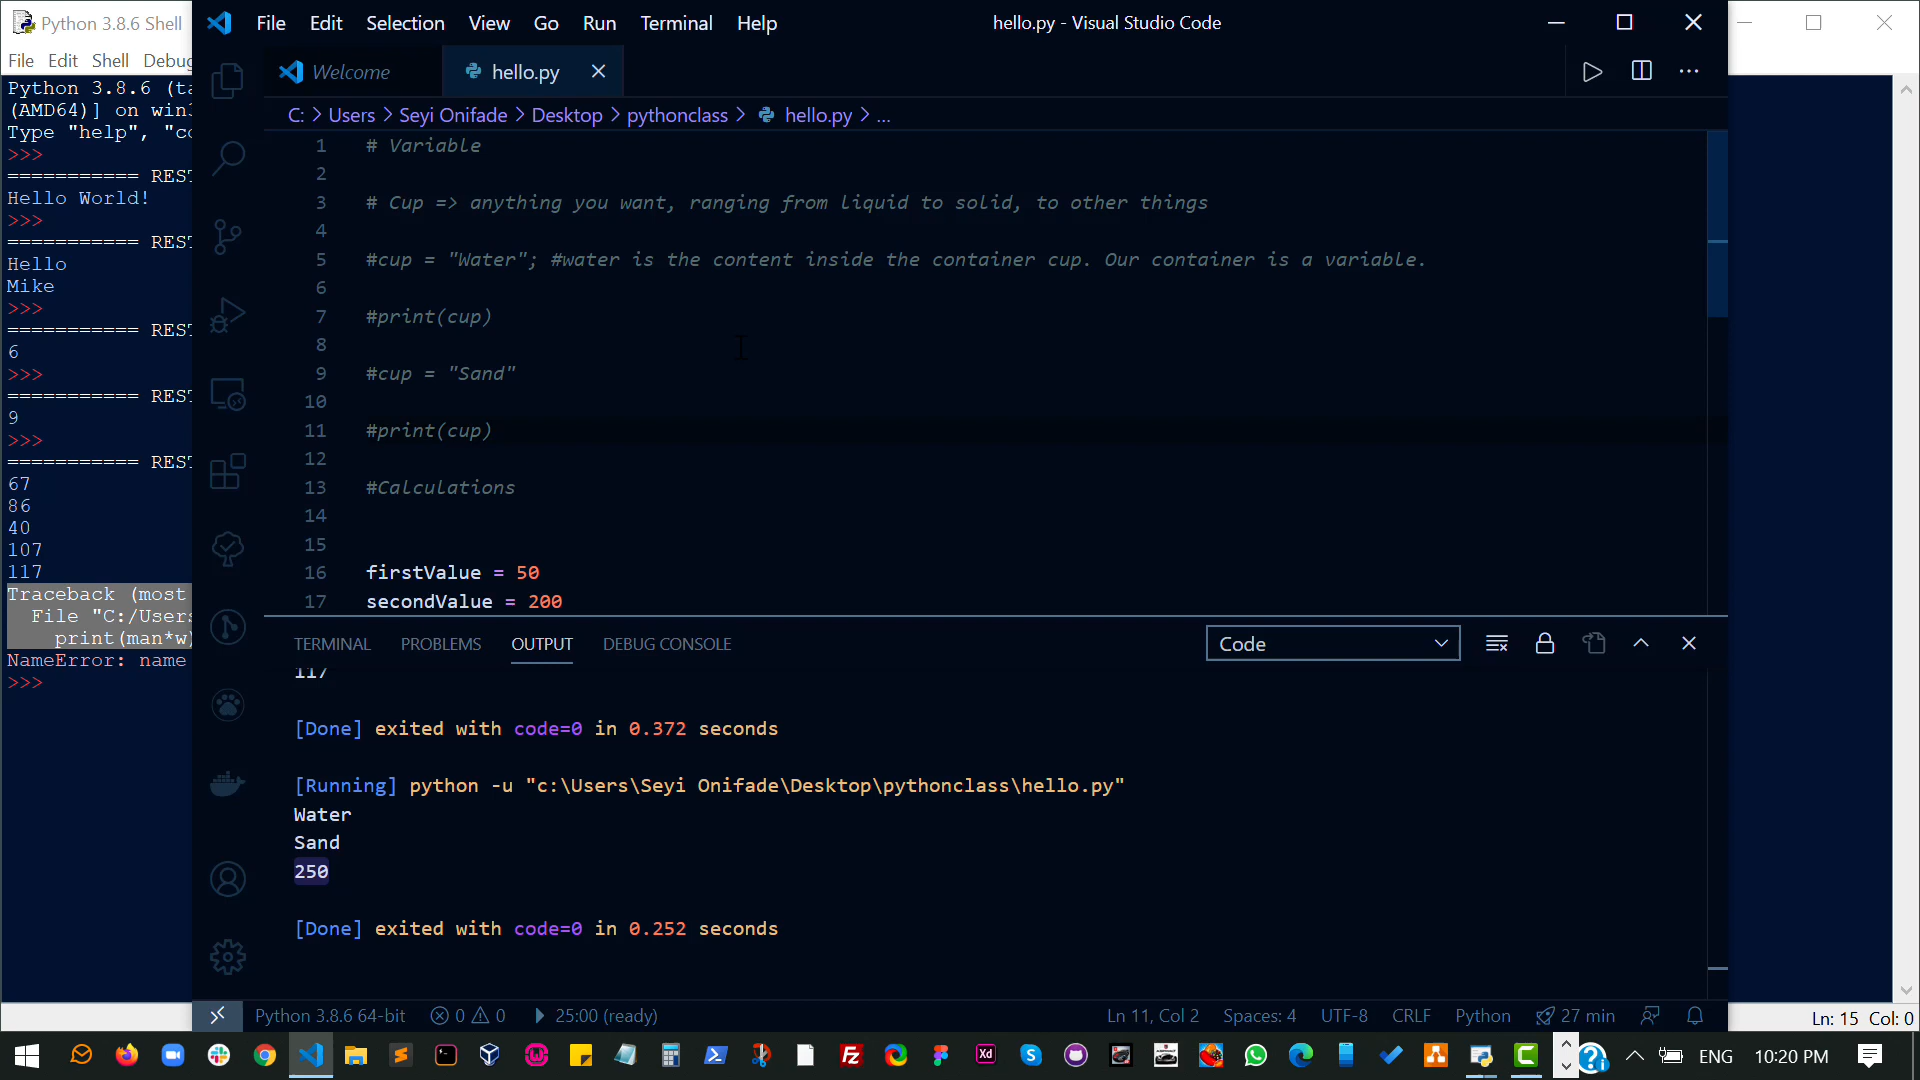 Python 3.8.6 Shell
File Edit Shell Debug
Python 3.8.6 (ta
(AMD64)] on win3
Type "help", "co
>>>
=========== REST
Hello World!
>>>
=========== REST
Hello
Mike
>>>
=========== REST
6
>>>
=========== REST
9
>>>
=========== REST
67
86
40
107
117
Traceback (most
File "C:/Users
print(man*w)
NameError: name
>>>
File Edit Selection View Go Run Terminal Help
hello.py - Visual Studio Code
Welcome
hello.py
C: > Users > Seyi Onifade > Desktop > pythonclass > hello.py > ...
1 # Variable
2
3 # Cup => anything you want, ranging from liquid to solid, to other things
4
5 #cup = "Water"; #water is the content inside the container cup. Our container is a variable.
6
7 #print(cup)
8
9 #cup = "Sand"
10
11 #print(cup)
12
13 #Calculations
14
15
16 firstValue = 50
17 secondValue = 200
TERMINAL PROBLEMS OUTPUT DEBUG CONSOLE
Code
117
[Done] exited with code=0 in 0.372 seconds
[Running] python -u "c:\Users\Seyi Onifade\Desktop\pythonclass\hello.py"
Water
Sand
250
[Done] exited with code=0 in 0.252 seconds
Python 3.8.6 64-bit 0 0 25:00 (ready)
Ln 11, Col 2 Spaces: 4 UTF-8 CRLF Python 27 min
Ln: 15 Col: 0
Xd
ENG 10:20 PM